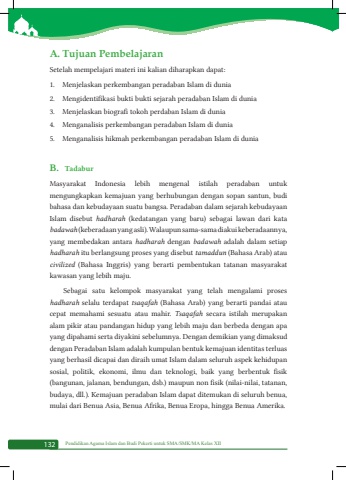 A. Tujuan Pembelajaran
Setelah mempelajari materi ini kalian diharapkan dapat:
1. Menjelaskan perkembangan peradaban Islam di dunia
2. Mengidentifikasi bukti bukti sejarah peradaban Islam di dunia
3. Menjelaskan biografi tokoh perdaban Islam di dunia
4. Menganalisis perkembangan peradaban Islam di dunia
5. Menganalisis hikmah perkembangan peradaban Islam di dunia
B. Tadabur
Masyarakat Indonesia lebih mengenal istilah peradaban untuk
mengungkapkan kemajuan yang berhubungan dengan sopan santun, budi
bahasa dan kebudayaan suatu bangsa. Peradaban dalam sejarah kebudayaan
Islam disebut hadharah (kedatangan yang baru) sebagai lawan dari kata
badawah (keberadaan yang asli). Walaupun sama-sama diakui keberadaannya,
yang membedakan antara hadharah dengan badawah adalah dalam setiap
hadharah itu berlangsung proses yang disebut tamaddun (Bahasa Arab) atau
civilized (Bahasa Inggris) yang berarti pembentukan tatanan masyarakat
kawasan yang lebih maju.
Sebagai satu kelompok masyarakat yang telah mengalami proses
hadharah selalu terdapat tsaqafah (Bahasa Arab) yang berarti pandai atau
cepat memahami sesuatu atau mahir. Tsaqafah secara istilah merupakan
alam pikir atau pandangan hidup yang lebih maju dan berbeda dengan apa
yang dipahami serta diyakini sebelumnya. Dengan demikian yang dimaksud
dengan Peradaban Islam adalah kumpulan bentuk kemajuan identitas terluas
yang berhasil dicapai dan diraih umat Islam dalam seluruh aspek kehidupan
sosial, politik, ekonomi, ilmu dan teknologi, baik yang berbentuk fisik
(bangunan, jalanan, bendungan, dsb.) maupun non fisik (nilai-nilai, tatanan,
budaya, dll.). Kemajuan peradaban Islam dapat ditemukan di seluruh benua,
mulai dari Benua Asia, Benua Afrika, Benua Eropa, hingga Benua Amerika.
132 Pendidikan Agama Islam dan Budi Pekerti untuk SMA/SMK/MA Kelas XII